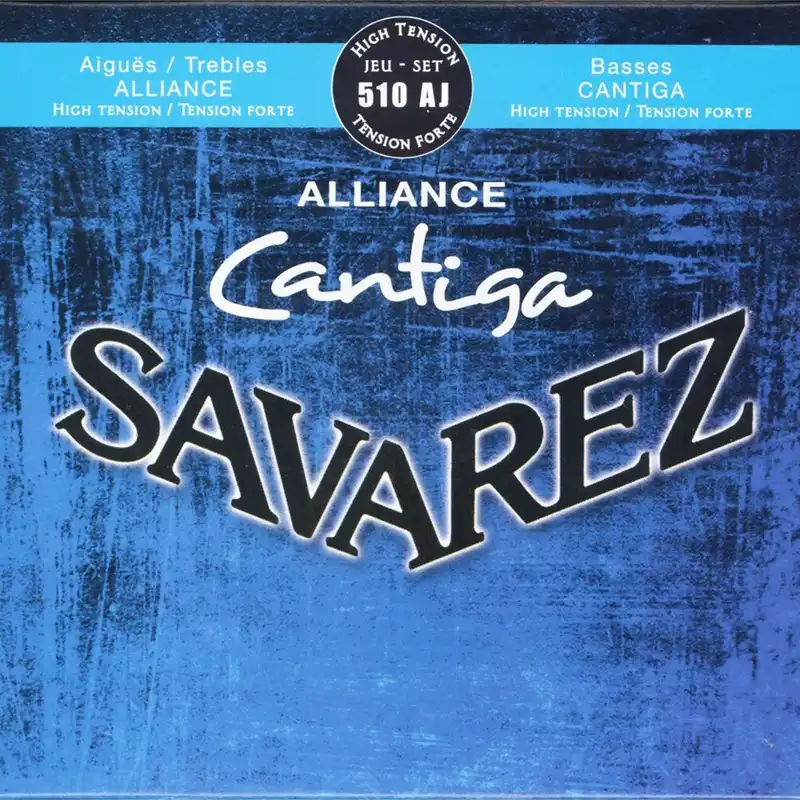 Aiguës / Trebles
ALLIANCE
HIGH TENSION / TENSION FORTE
HIGH TENSION
JEU - SET
510 AJ
TENSION FORTE
Basses
CANTIGA
HIGH TENSION / TENSION FORTE
ALLIANCE
Cantiga
SAVAREZ